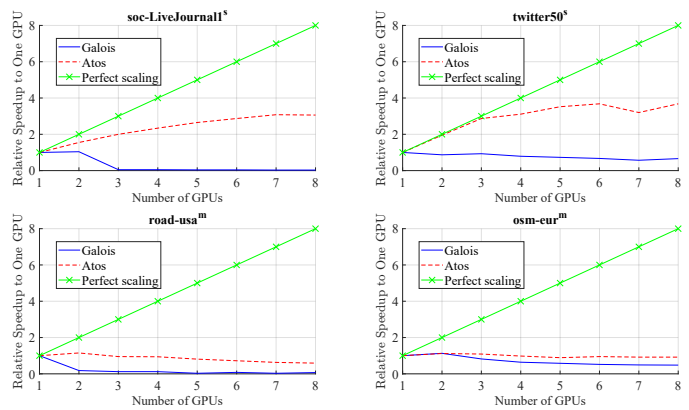 soc-LiveJournal1^s
Relative Speedup to One GPU
8
6
4
2
0
Galois
Atos
Perfect scaling
1 2 3 4 5 6 7 8
Number of GPUs
twitter50^s
Relative Speedup to One GPU
8
6
4
2
0
Galois
Atos
Perfect scaling
1 2 3 4 5 6 7 8
Number of GPUs
road-usa^m
Relative Speedup to One GPU
8
6
4
2
0
Galois
Atos
Perfect scaling
1 2 3 4 5 6 7 8
Number of GPUs
osm-eur^m
Relative Speedup to One GPU
8
6
4
2
0
Galois
Atos
Perfect scaling
1 2 3 4 5 6 7 8
Number of GPUs